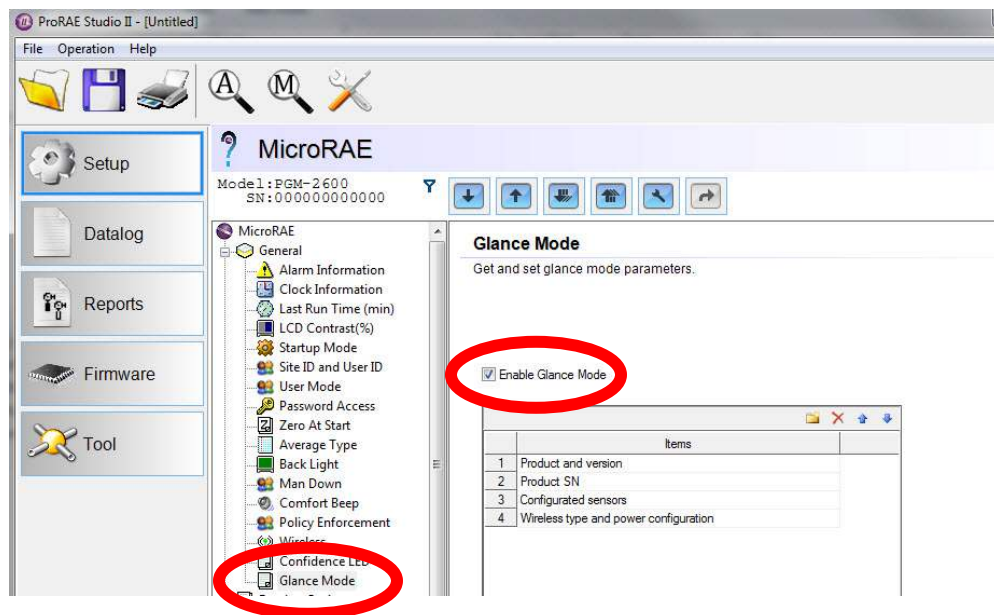 ProRAE Studio II - [Untitled]
File Operation Help
A M
Setup
Datalog
Reports
Firmware
Tool
MicroRAE
Model:PGM-2600
SN:000000000000
MicroRAE
General
Alarm Information
Clock Information
Last Run Time (min)
LCD Contrast(%)
Startup Mode
Site ID and User ID
User Mode
Password Access
Zero At Start
Average Type
Back Light
Man Down
Comfort Beep
Policy Enforcement
Wireless
Confidence LED
Glance Mode
Glance Mode
Get and set glance mode parameters.
Enable Glance Mode
Items
1 Product and version
2 Product SN
3 Configurated sensors
4 Wireless type and power configuration